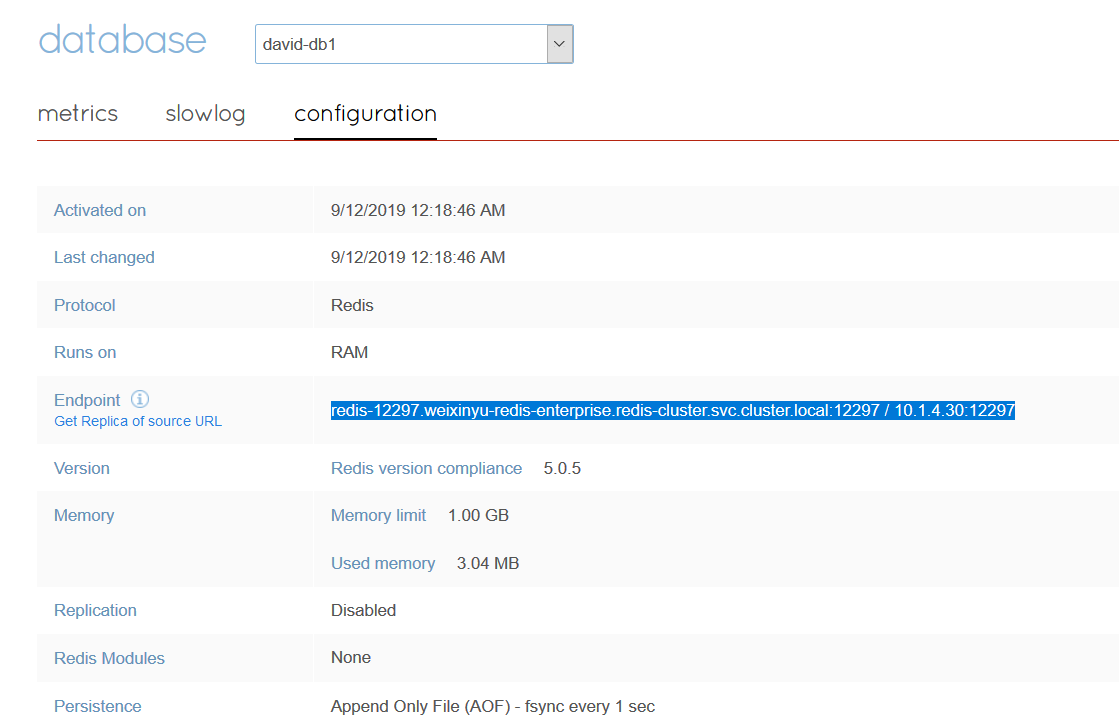 database
david-db1
metrics slowlog configuration
Activated on 9/12/2019 12:18:46 AM
Last changed 9/12/2019 12:18:46 AM
Protocol Redis
Runs on RAM
Endpoint
redis-12297.weixinyu-redis-enterprise.redis-cluster.svc.cluster.local:12297 / 10.1.4.30:12297
Get Replica of source URL
Version Redis version compliance 5.0.5
Memory Memory limit 1.00 GB
Used memory 3.04 MB
Replication Disabled
Redis Modules None
Persistence Append Only File (AOF) - fsync every 1 sec